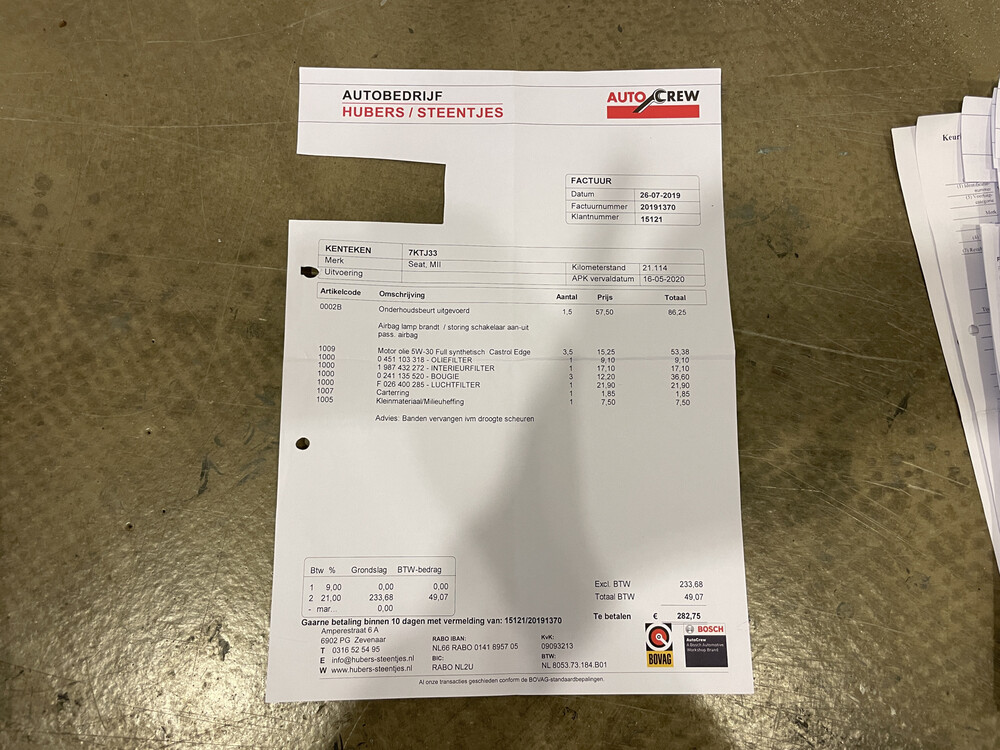 AUTOBEDRIJF
HUBERS / STEENTJES
AUTO CREW
FACTUUR
Datum 26-07-2019
Factuurnummer 20191370
Klantnummer 15121
KENTEKEN 7KTJ33
Merk Seat, MII
Uitvoering
Kilometerstand 21.114
APK vervaldatum 16-05-2020
Artikelcode Omschrijving Aantal Prijs Totaal
0002B Onderhoudsbeurt uitgevoerd 1,5 57,50 86,25
Airbag lamp brandt / storing schakelaar aan-uit
pass. airbag
1009 Motor olie 5W-30 Full synthetisch Castrol Edge 3,5 15,25 53,38
1000 0 451 103 318 - OLIEFILTER 1 9,10 9,10
1000 1 987 432 272 - INTERIEURFILTER 1 17,10 17,10
1000 0 241 135 520 - BOUGIE 3 12,20 36,60
1000 F 026 400 285 - LUCHTFILTER 1 21,90 21,90
1007 Carterring 1 1,85 1,85
1005 Kleinmateriaal/Milieuheffing 1 7,50 7,50
Advies: Banden vervangen ivm droogte scheuren
Btw % Grondslag BTW-bedrag
1 9,00 0,00 0,00
2 21,00 233,68 49,07
- mar... 0,00
Excl. BTW 233,68
Totaal BTW 49,07
Te betalen € 282,75
Gaarne betaling binnen 10 dagen met vermelding van: 15121/20191370
Amperestraat 6 A
6902 PG Zevenaar
T 0316 52 54 95
E info@hubers-steentjes.nl
W www.hubers-steentjes.nl
RABO IBAN:
NL66 RABO 0141 8957 05
BIC:
RABO NL2U
KvK:
09093213
BTW:
NL 8053.73.184.B01
BOVAG
BOSCH
AutoCrew
A Bosch Automotive
Workshop Brand
Al onze transacties geschieden conform de BOVAG-standaardbepalingen.